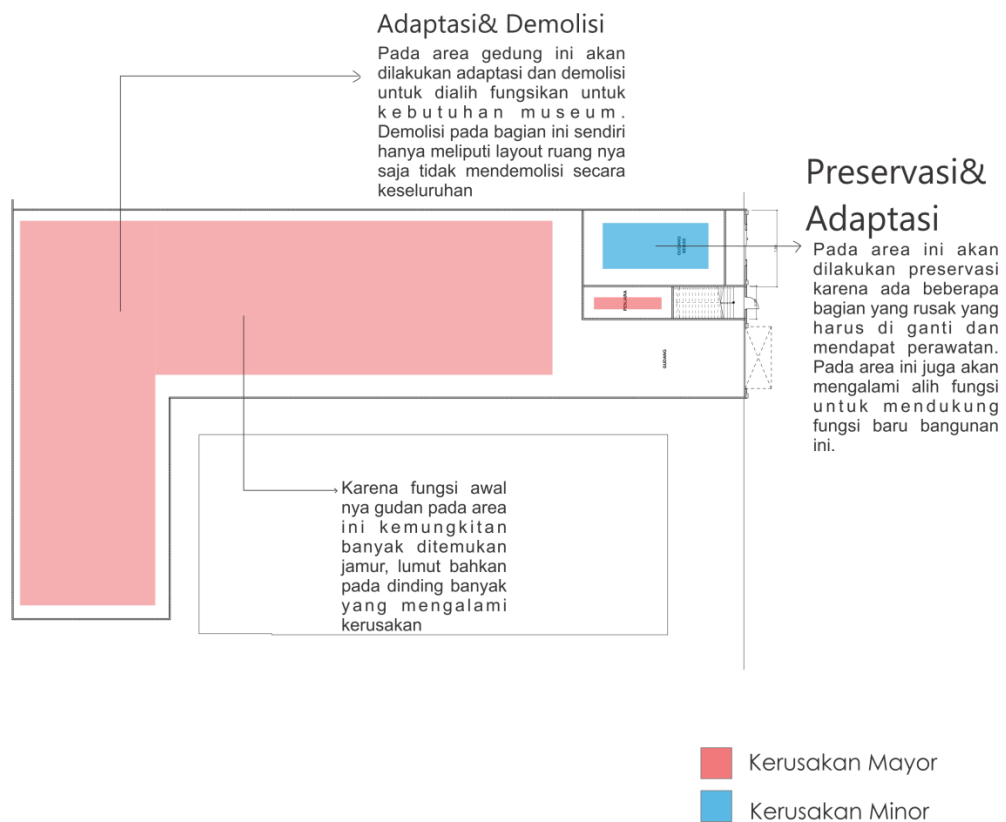 Adaptasi& Demolisi
Pada area gedung ini akan
dilakukan adaptasi dan demolisi
untuk dialih fungsikan untuk
kebutuhan museum.
Demolisi pada bagian ini sendiri
hanya meliputi layout ruang nya
saja tidak mendemolisi secara
keseluruhan
Preservasi&
Adaptasi
Pada area ini akan
dilakukan preservasi
karena ada beberapa
bagian yang rusak yang
harus di ganti dan
mendapat perawatan.
Pada area ini juga akan
mengalami alih fungsi
untuk mendukung
fungsi baru bangunan
ini.
GUDANG
PENJARA
GUDANG
Karena fungsi awal
nya gudan pada area
ini kemungkitan
banyak ditemukan
jamur, lumut bahkan
pada dinding banyak
yang mengalami
kerusakan
Kerusakan Mayor
Kerusakan Minor